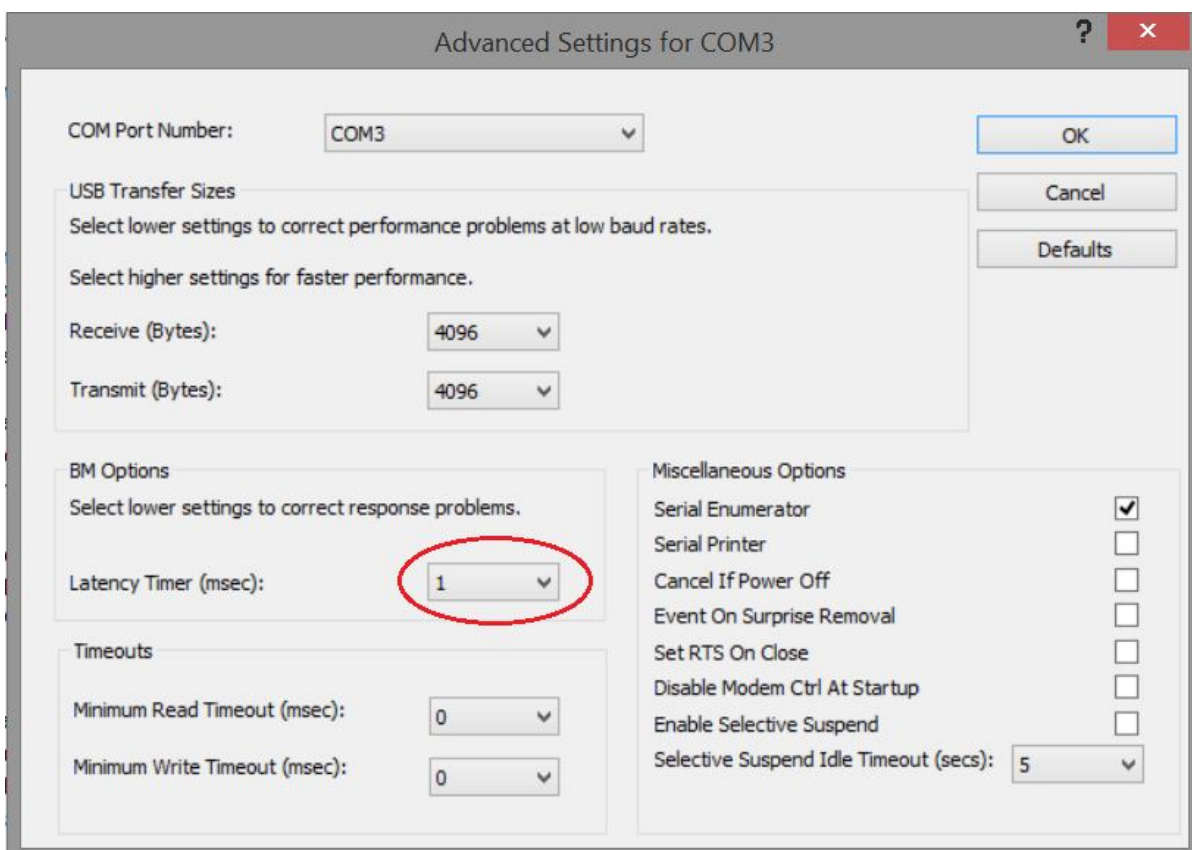 Advanced Settings for COM3
?
COM Port Number: COM3
OK
Cancel
Defaults
USB Transfer Sizes
Select lower settings to correct performance problems at low baud rates.
Select higher settings for faster performance.
Receive (Bytes): 4096
Transmit (Bytes): 4096
BM Options
Select lower settings to correct response problems.
Latency Timer (msec): 1
Timeouts
Minimum Read Timeout (msec): 0
Minimum Write Timeout (msec): 0
Miscellaneous Options
Serial Enumerator
Serial Printer
Cancel If Power Off
Event On Surprise Removal
Set RTS On Close
Disable Modem Ctrl At Startup
Enable Selective Suspend
Selective Suspend Idle Timeout (secs): 5